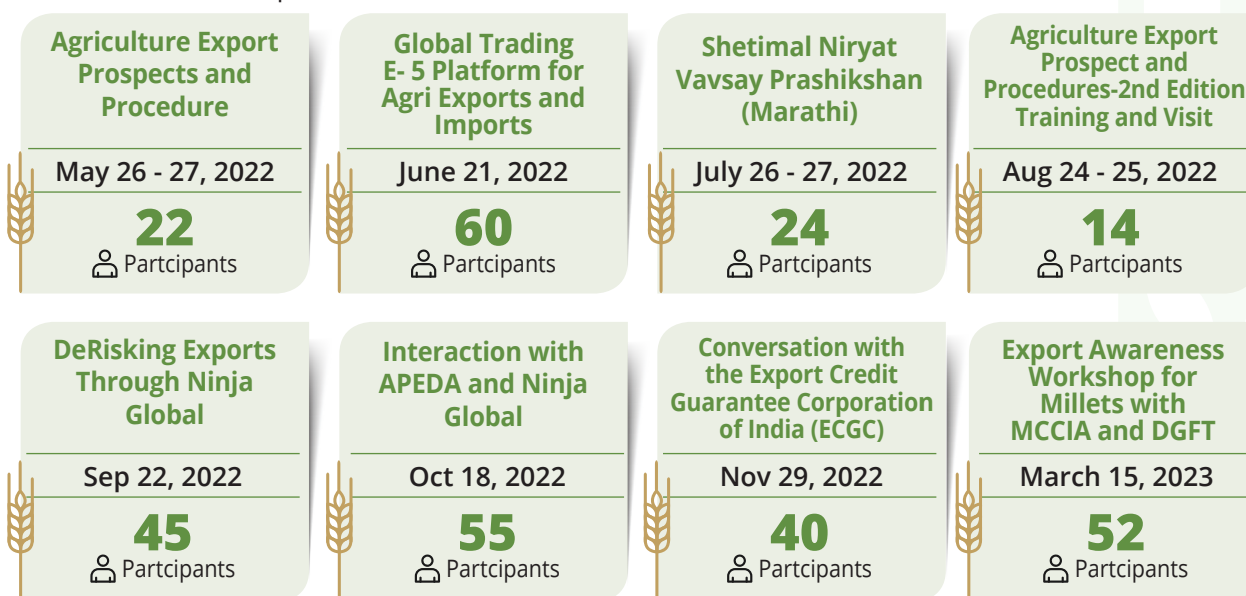 Agriculture Export
Prospects and
Procedure
May 26 - 27, 2022
22
Partcipants
Global Trading
E- 5 Platform for
Agri Exports and
Imports
June 21, 2022
60
Partcipants
Shetimal Niryat
Vavsay Prashikshan
(Marathi)
July 26 - 27, 2022
24
Partcipants
Agriculture Export
Prospect and
Procedures-2nd Edition
Training and Visit
Aug 24 - 25, 2022
14
Partcipants
DeRisking Exports
Through Ninja
Global
Sep 22, 2022
45
Partcipants
Interaction with
APEDA and Ninja
Global
Oct 18, 2022
55
Partcipants
Conversation with
the Export Credit
Guarantee Corporation
of India (ECGC)
Nov 29, 2022
40
Partcipants
Export Awareness
Workshop for
Millets with
MCCIA and DGFT
March 15, 2023
52
Partcipants